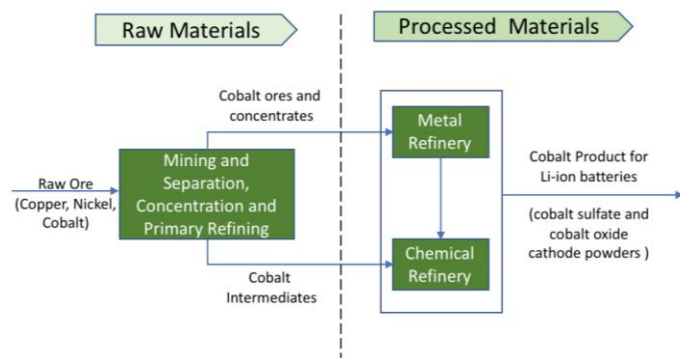 Raw Materials
Processed Materials
Cobalt ores and
concentrates
Metal
Refinery
Mining and
Separation,
Concentration and
Primary Refining
Raw Ore
(Copper, Nickel,
Cobalt)
Cobalt Product for
Li-ion batteries
(cobalt sulfate and
cobalt oxide
cathode powders )
Chemical
Refinery
Cobalt
Intermediates